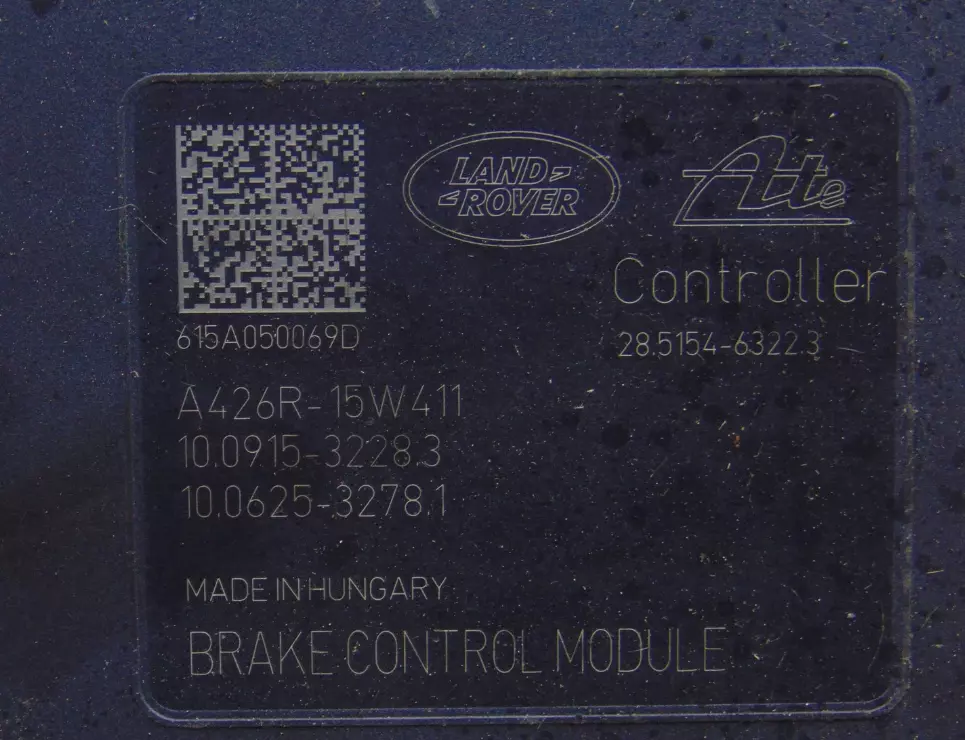 LAND-
-ROVER
Ate
Controller
615A050069D
28.5154-6322.3
A426R-15W411
10.0915-3228.3
10.0625-3278.1
MADE IN HUNGARY
BRAKE CONTROL MODULE